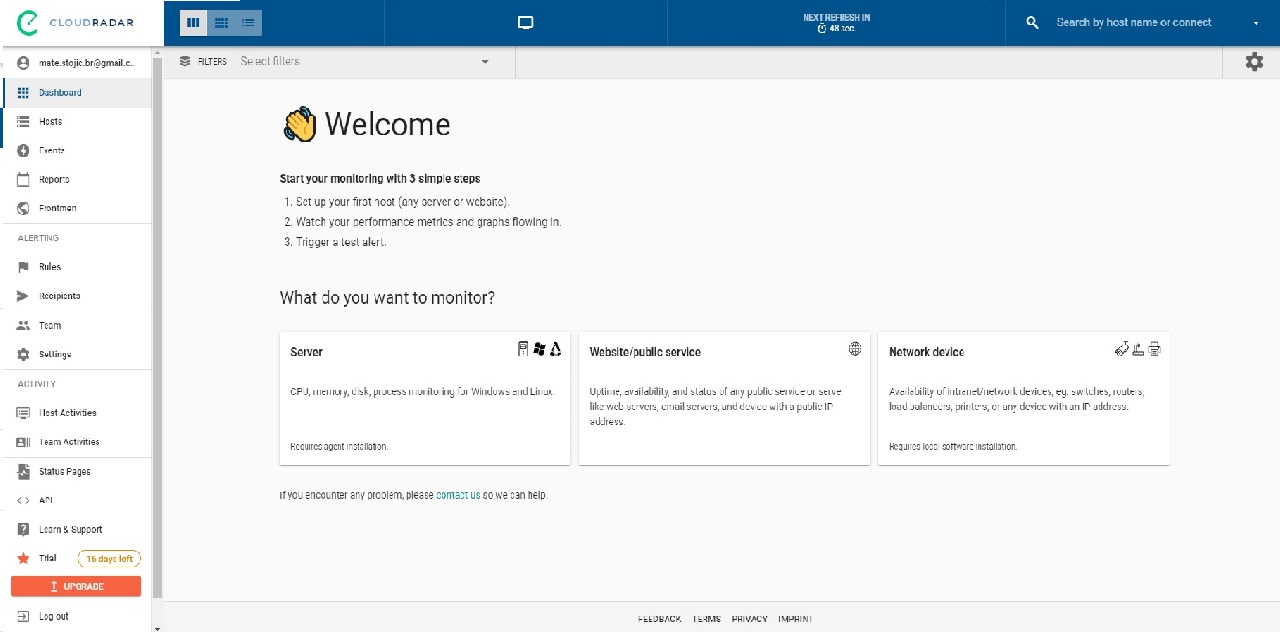 CLOUDRADAR
NEXT REFRESH IN
48 sec.
Search by host name or connect
mate.stojic.br@gmail.c..
FILTERS
Select filters
Dashboard
Hosts
Events
Reports
Frontmen
ALERTING
Rules
Recipients
Team
Settings
ACTIVITY
Host Activities
Team Activities
Status Pages
API
Learn & Support
Trial
15 days left
UPGRADE
Log out
Welcome
Start your monitoring with 3 simple steps
1. Set up your first host (any server or website).
2. Watch your performance metrics and graphs flowing in.
3. Trigger a test alert.
What do you want to monitor?
Server
CPU, memory, disk, process monitoring for Windows and Linux.
Requires agent installation.
Website/public service
Uptime, availability, and status of any public service or server
like web servers, email servers, and device with a public IP
address.
Network device
Availability of intranet/network devices, eg. switches, routers,
load balancers, printers, or any device with an IP address.
Requires local software installation.
If you encounter any problem, please contact us so we can help.
FEEDBACK TERMS PRIVACY IMPRINT